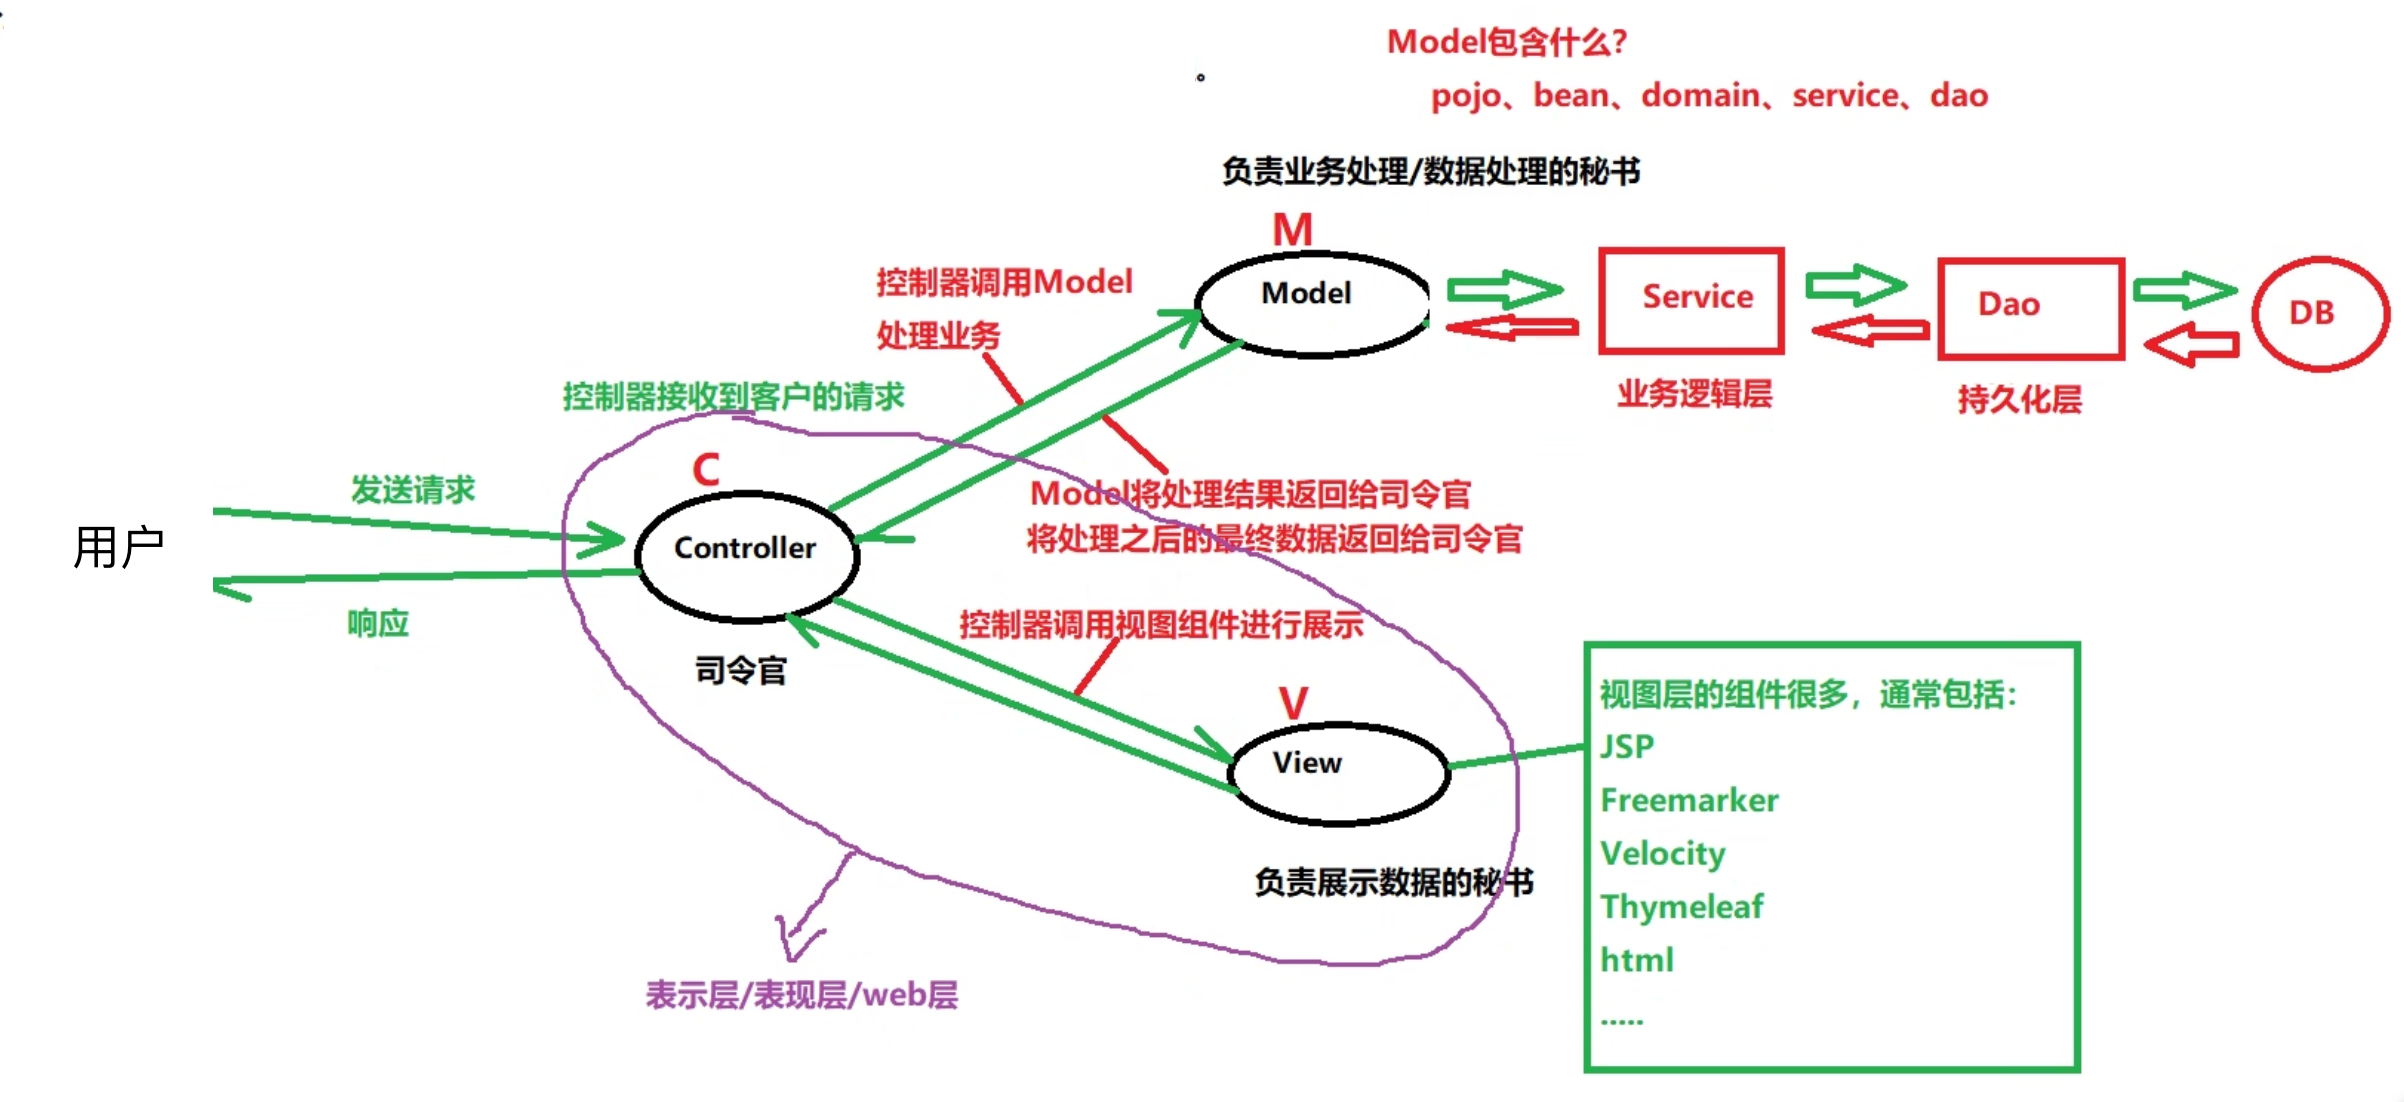 Model包含什么？
pojo、bean、domain、service、dao
负责业务处理/数据处理的秘书
M
Model
Service
业务逻辑层
Dao
持久化层
DB
控制器调用Model
处理业务
控制器接收到客户的请求
C
Controller
司令官
发送请求
用户
响应
Model将处理结果返回给司令官
将处理之后的最终数据返回给司令官
控制器调用视图组件进行展示
V
View
负责展示数据的秘书
视图层的组件很多，通常包括：
JSP
Freemarker
Velocity
Thymeleaf
html
.....
表示层/表现层/web层